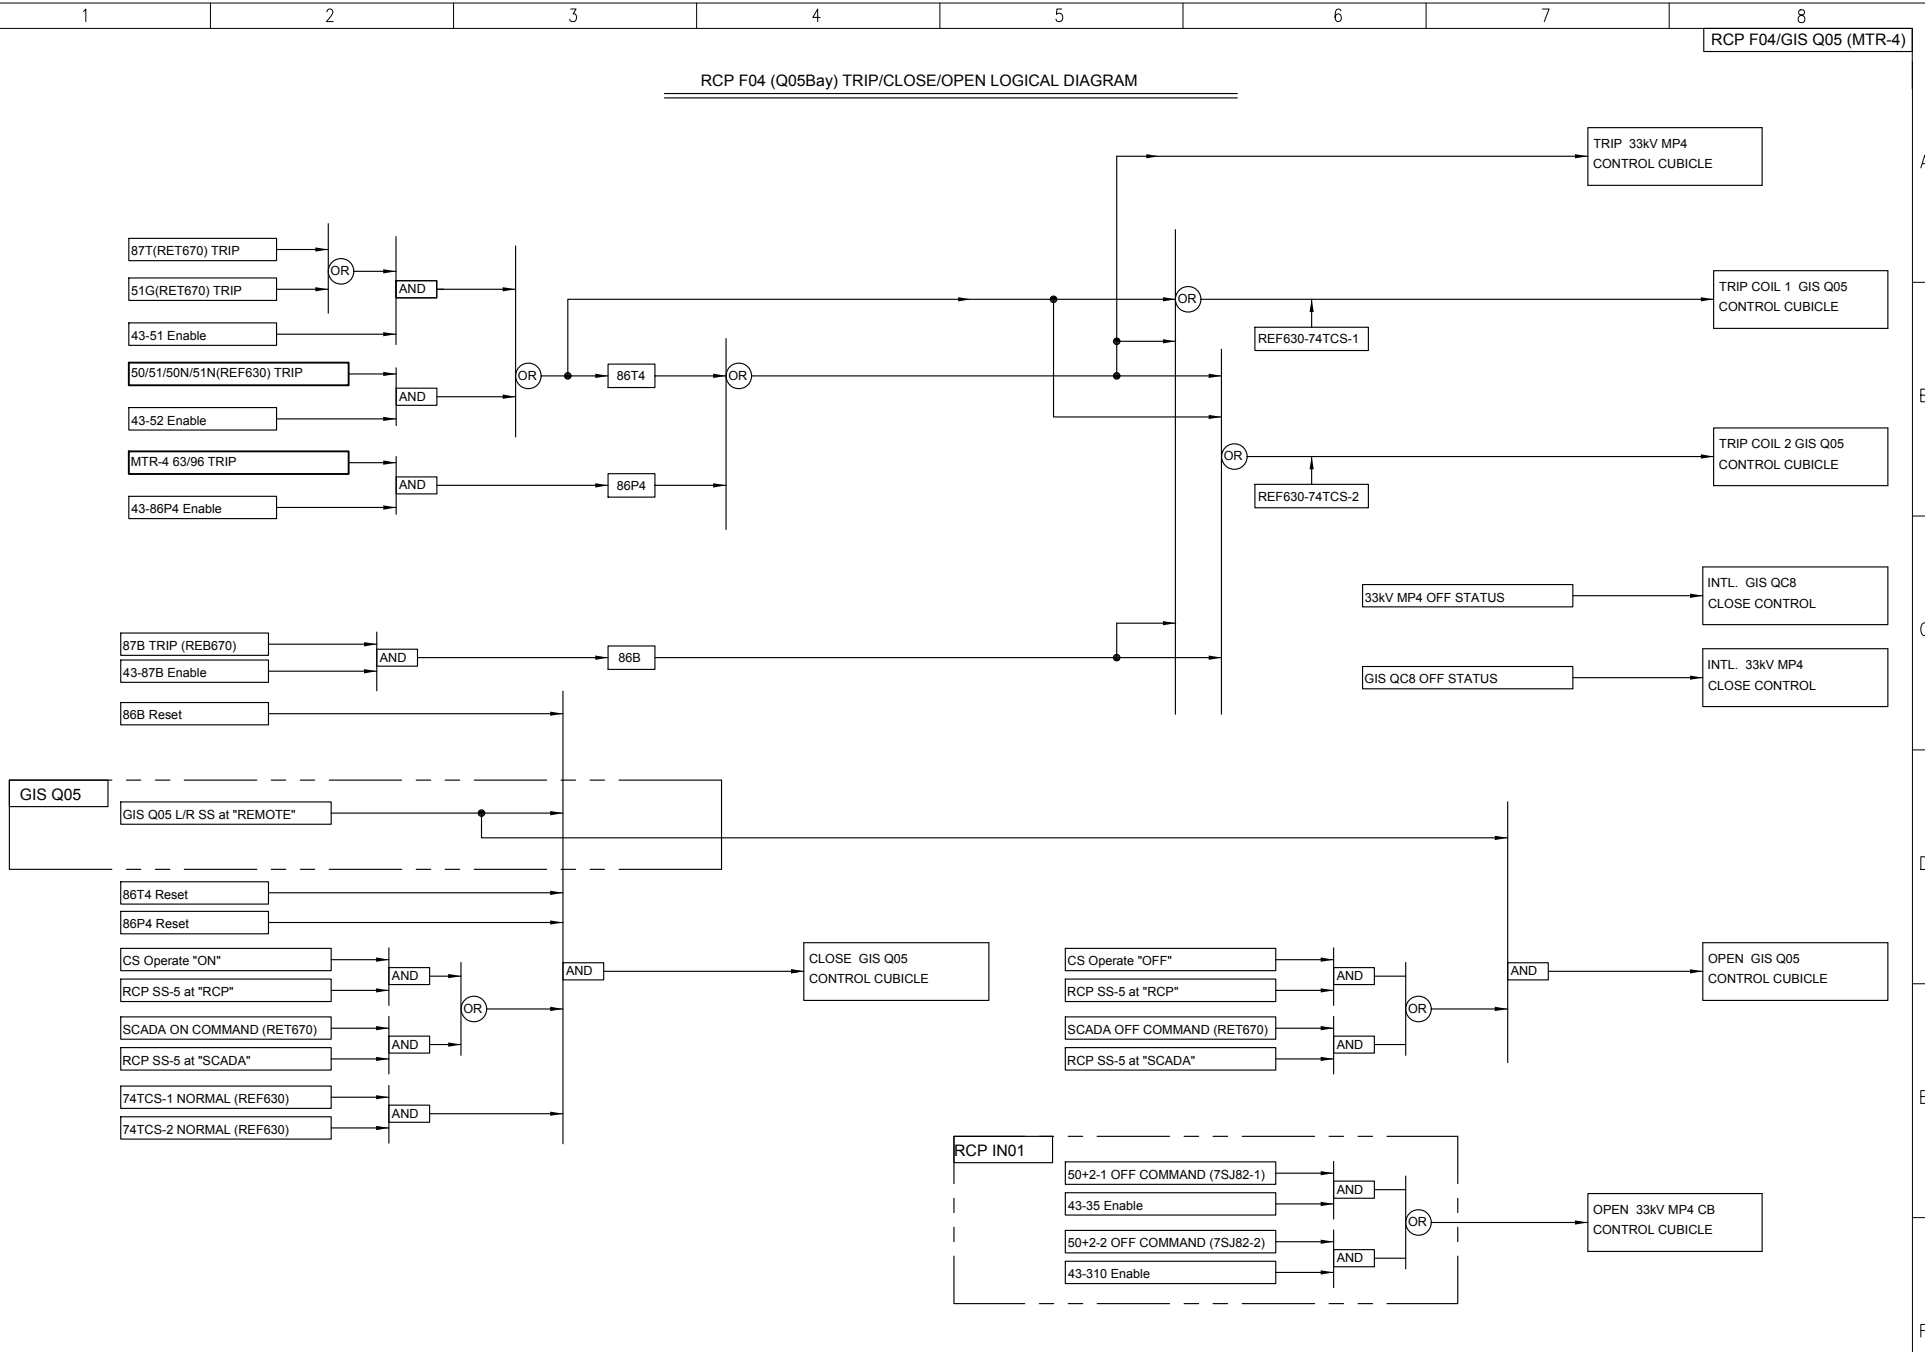 1 2 3 4 5 6 7 8
RCP F04/GIS Q05 (MTR-4)
RCP F04 (Q05Bay) TRIP/CLOSE/OPEN LOGICAL DIAGRAM
TRIP 33kV MP4
CONTROL CUBICLE
A
87T(RET670) TRIP
OR
51G(RET670) TRIP
AND
43-51 Enable
OR
TRIP COIL 1 GIS Q05
CONTROL CUBICLE
REF630-74TCS-1
50/51/50N/51N(REF630) TRIP
OR
86T4
OR
AND
43-52 Enable
B
MTR-4 63/96 TRIP
AND
86P4
43-86P4 Enable
OR
TRIP COIL 2 GIS Q05
CONTROL CUBICLE
REF630-74TCS-2
33kV MP4 OFF STATUS
INTL. GIS QC8
CLOSE CONTROL
C
87B TRIP (REB670)
AND
86B
43-87B Enable
GIS QC8 OFF STATUS
INTL. 33kV MP4
CLOSE CONTROL
86B Reset
GIS Q05
GIS Q05 L/R SS at "REMOTE"
D
86T4 Reset
86P4 Reset
CS Operate "ON"
AND
RCP SS-5 at "RCP"
OR
SCADA ON COMMAND (RET670)
AND
RCP SS-5 at "SCADA"
74TCS-1 NORMAL (REF630)
AND
74TCS-2 NORMAL (REF630)
AND
CLOSE GIS Q05
CONTROL CUBICLE
CS Operate "OFF"
AND
RCP SS-5 at "RCP"
OR
SCADA OFF COMMAND (RET670)
AND
RCP SS-5 at "SCADA"
AND
OPEN GIS Q05
CONTROL CUBICLE
E
RCP IN01
50+2-1 OFF COMMAND (7SJ82-1)
AND
43-35 Enable
OR
50+2-2 OFF COMMAND (7SJ82-2)
AND
43-310 Enable
OPEN 33kV MP4 CB
CONTROL CUBICLE
F